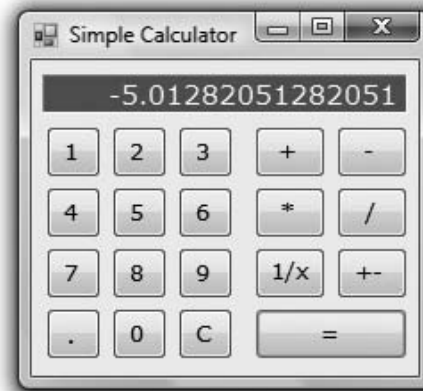 Simple Calculator
-5.01282051282051
1 2 3 + -
4 5 6 * /
7 8 9 1/x +-
. 0 C =